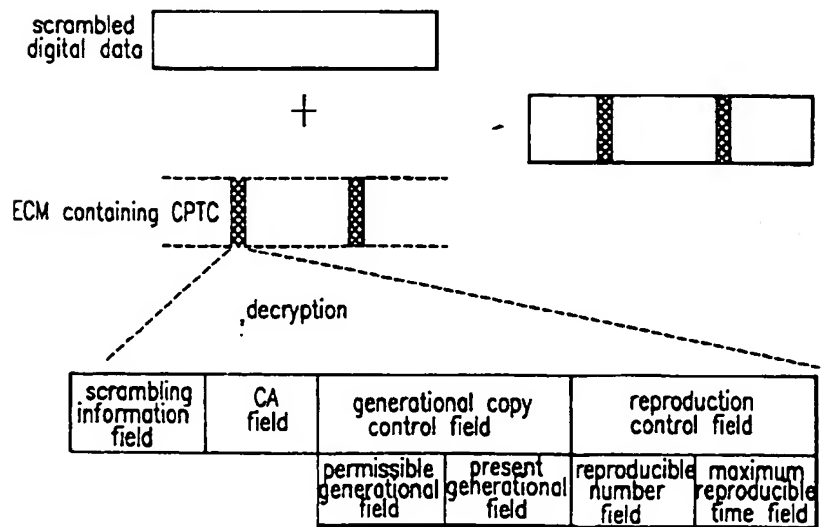 scrambled
digital data
+
ECM containing CPTC
decryption
scrambling
information
field
CA
field
generational copy
control field
reproduction
control field
permissible
generational field
present
generational field
reproducible
number
field
maximum
reproducible
time field